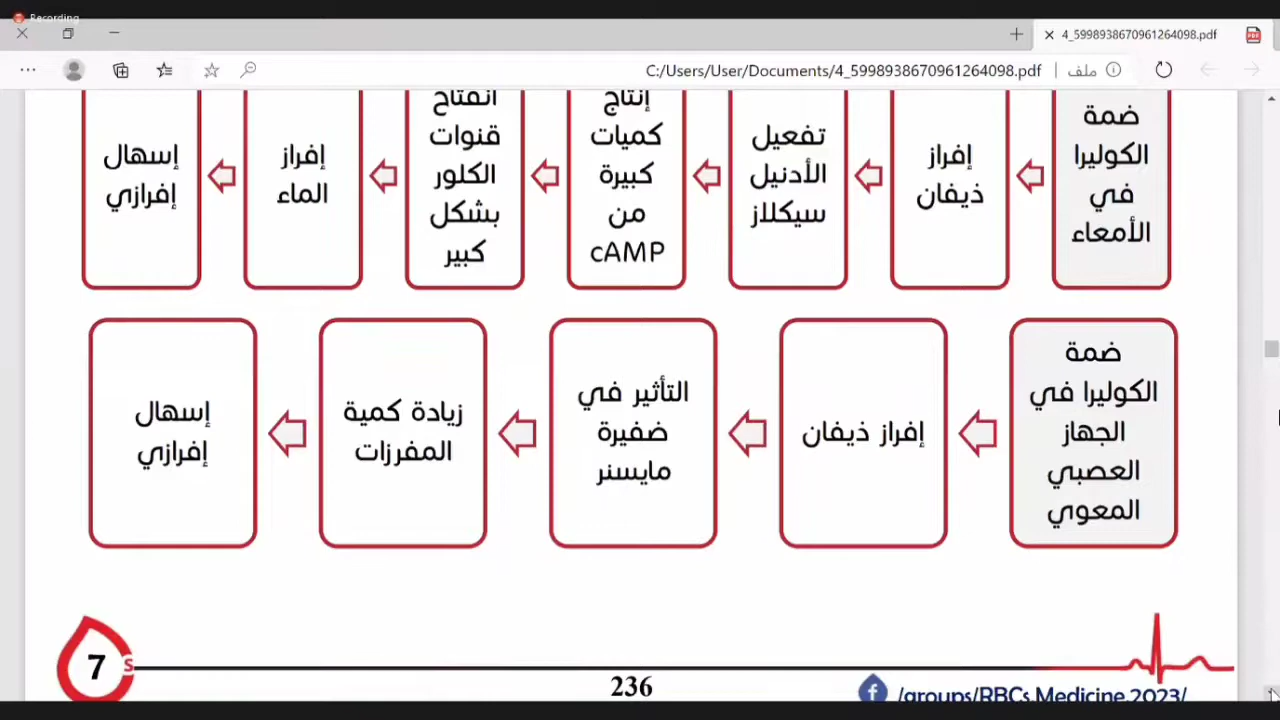 Recording
4_5998938670961264098.pdf
C:/Users/User/Documents/4_5998938670961264098.pdf | ملف
ضمة
الكوليرا
في
الأمعاء
إفراز
ذيفان
تفعيل
الأدنيل
سيكلاز
إنتاج
كميات
كبيرة
من
cAMP
انفتاح
قنوات
الكلور
بشكل
كبير
إفراز
الماء
إسهال
إفرازي
ضمة
الكوليرا في
الجهاز
العصبي
المعوي
إفراز ذيفان
التأثير في
ضفيرة
مايسنر
زيادة كمية
المفرزات
إسهال
إفرازي
7
236
/groups/RBCs.Medicine.2023/